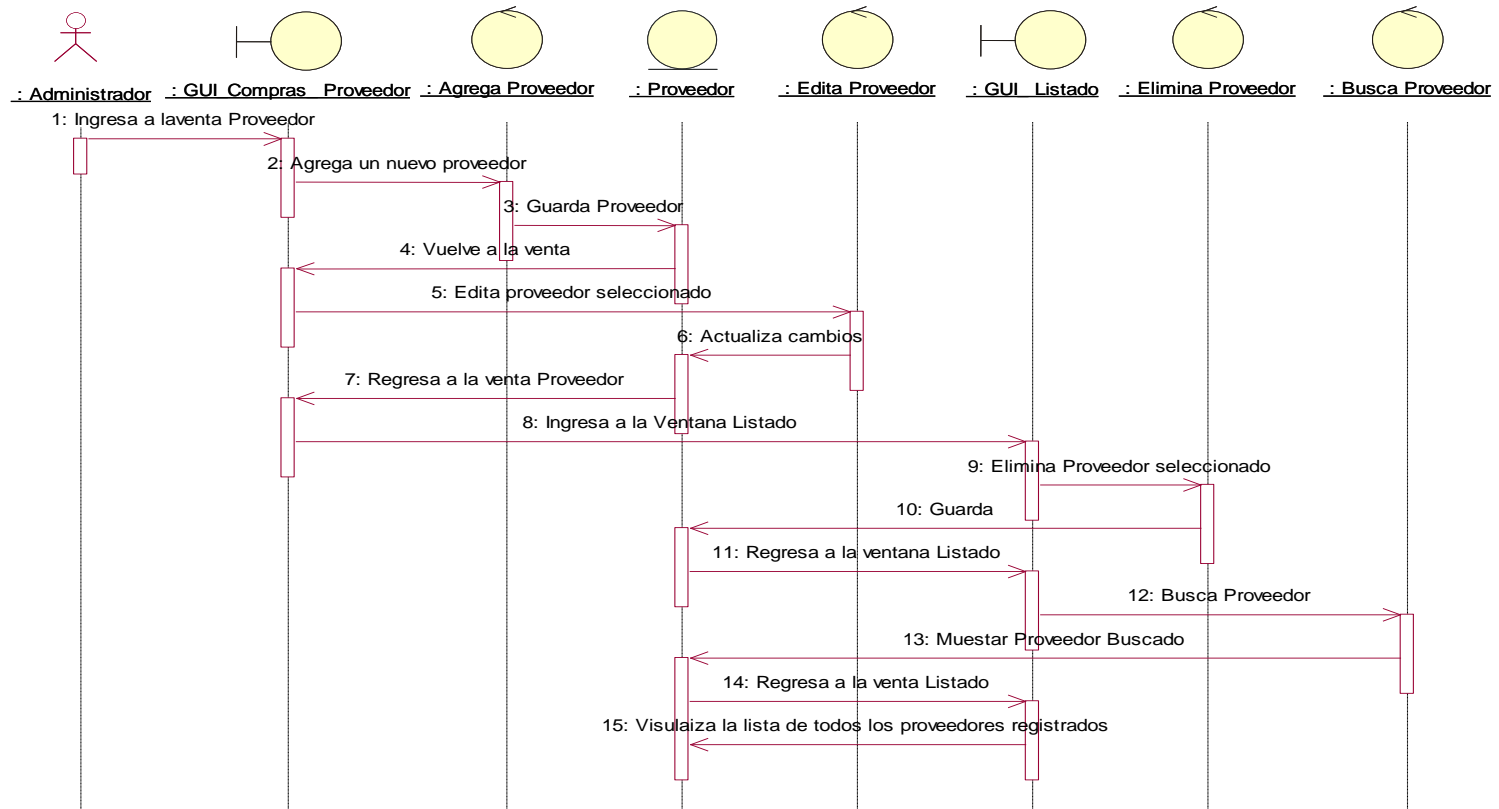 : Administrador
: GUI_Compras_ Proveedor
: Agrega Proveedor
: Proveedor
: Edita Proveedor
: GUI_ Listado
: Elimina Proveedor
: Busca Proveedor
1: Ingresa a laventa Proveedor
2: Agrega un nuevo proveedor
3: Guarda Proveedor
4: Vuelve a la venta
5: Edita proveedor seleccionado
6: Actualiza cambios
7: Regresa a la venta Proveedor
8: Ingresa a la Ventana Listado
9: Elimina Proveedor seleccionado
10: Guarda
11: Regresa a la ventana Listado
12: Busca Proveedor
13: Muestar Proveedor Buscado
14: Regresa a la venta Listado
15: Visulaiza la lista de todos los proveedores registrados